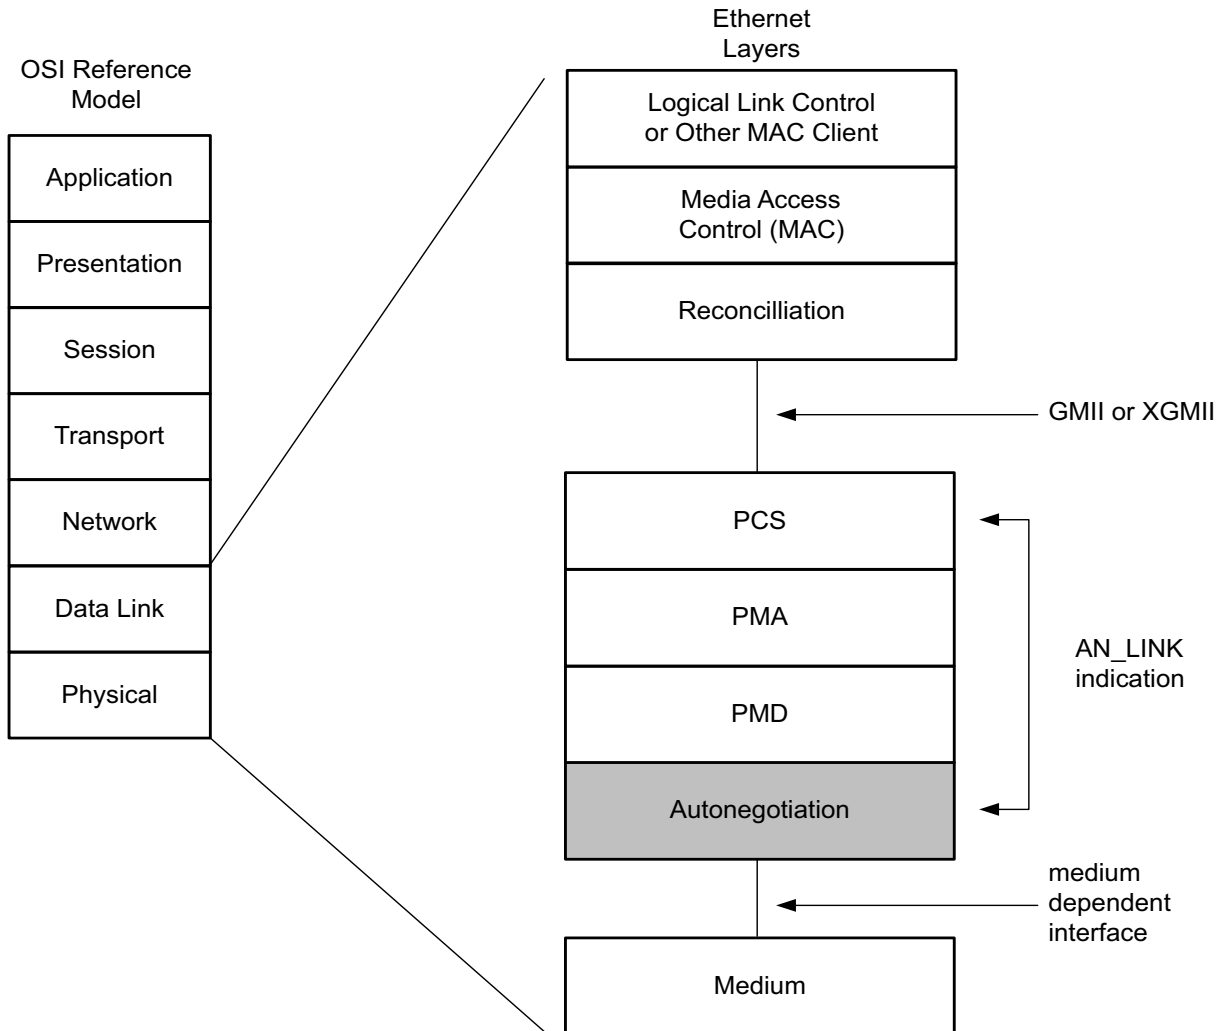 OSI Reference
Model
Application
Presentation
Session
Transport
Network
Data Link
Physical
Ethernet
Layers
Logical Link Control
or Other MAC Client
Media Access
Control (MAC)
Reconcilliation
GMII or XGMII
PCS
PMA
PMD
Autonegotiation
AN_LINK
indication
medium
dependent
interface
Medium